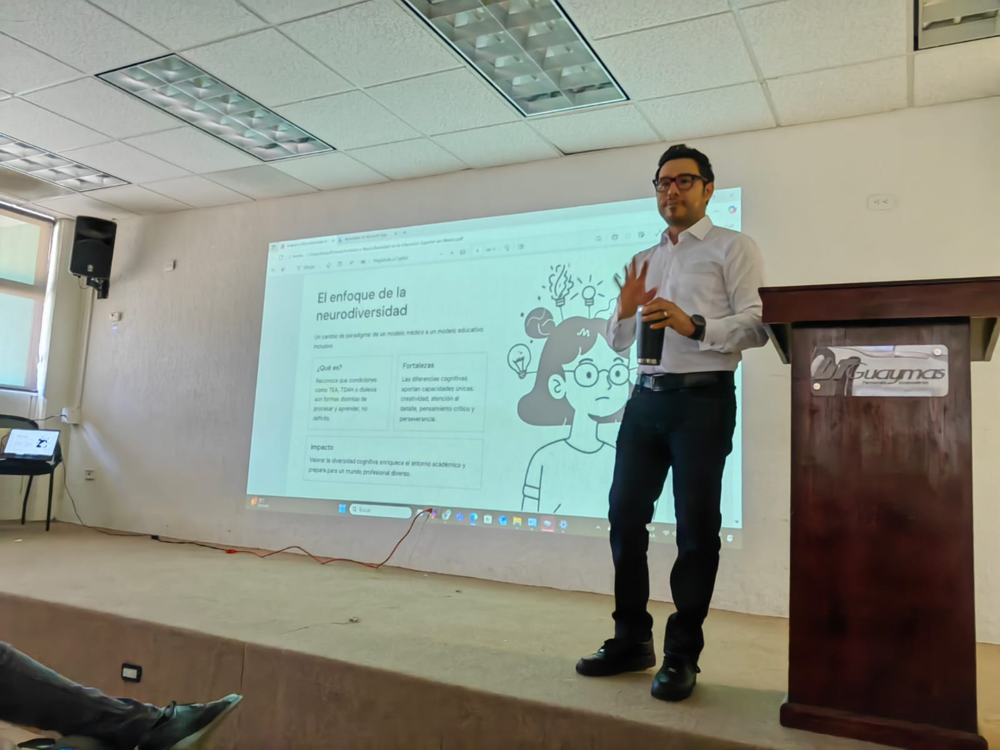 Pregúntale a Copilot
El enfoque de la
neurodiversidad
Un cambio de paradigma: de un modelo médico a un modelo educativo
inclusivo.
¿Qué es?
Reconoce que condiciones
como TEA, TDAH o dislexia
son formas distintas de
procesar y aprender, no
déficits.
Fortalezas
Las diferencias cognitivas
aportan capacidades únicas:
creatividad, atención al
detalle, pensamiento crítico y
perseverancia.
Impacto
Valorar la diversidad cognitiva enriquece el entorno académico y
prepara para un mundo profesional diverso.
Buscar
UT Guaymas